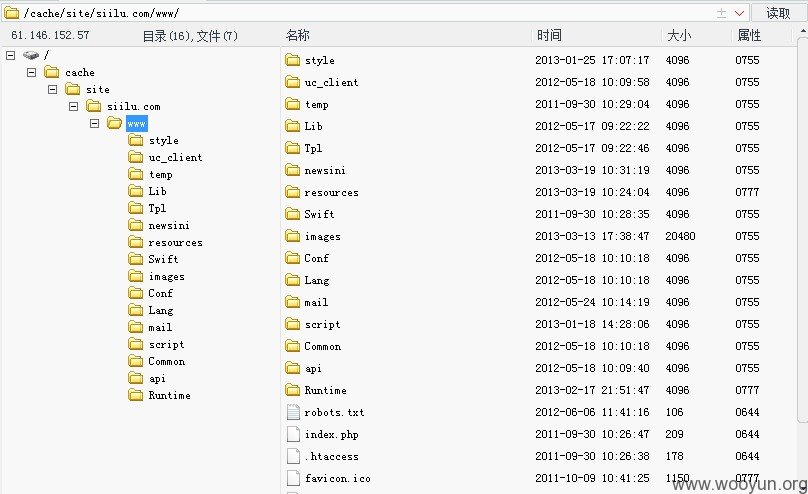 /cache/site/siilu.com/www/ 读取
61.146.152.57 目录(16),文件(7) 名称 时间 大小 属性
/
cache
site
siilu.com
www
style
uc_client
temp
Lib
Tpl
newsini
resources
Swift
images
Conf
Lang
mail
script
Common
api
Runtime
style 2013-01-25 17:07:17 4096 0755
uc_client 2012-05-18 10:09:58 4096 0755
temp 2011-09-30 10:29:04 4096 0755
Lib 2012-05-17 09:22:22 4096 0755
Tpl 2012-05-17 09:22:46 4096 0755
newsini 2013-03-19 10:31:19 4096 0755
resources 2013-03-19 10:24:04 4096 0777
Swift 2011-09-30 10:28:35 4096 0755
images 2013-03-13 17:38:47 20480 0755
Conf 2012-05-18 10:10:18 4096 0755
Lang 2012-05-18 10:10:18 4096 0755
mail 2012-05-24 10:14:19 4096 0755
script 2013-01-18 14:28:06 4096 0755
Common 2012-05-18 10:10:18 4096 0755
api 2012-05-18 10:09:40 4096 0755
Runtime 2013-02-17 21:51:47 4096 0777
robots.txt 2012-06-06 11:41:16 106 0644
index.php 2011-09-30 10:26:47 209 0644
.htaccess 2011-09-30 10:26:38 178 0644
favicon.ico 2011-10-09 10:41:25 1150 0777
www.wooyun.org